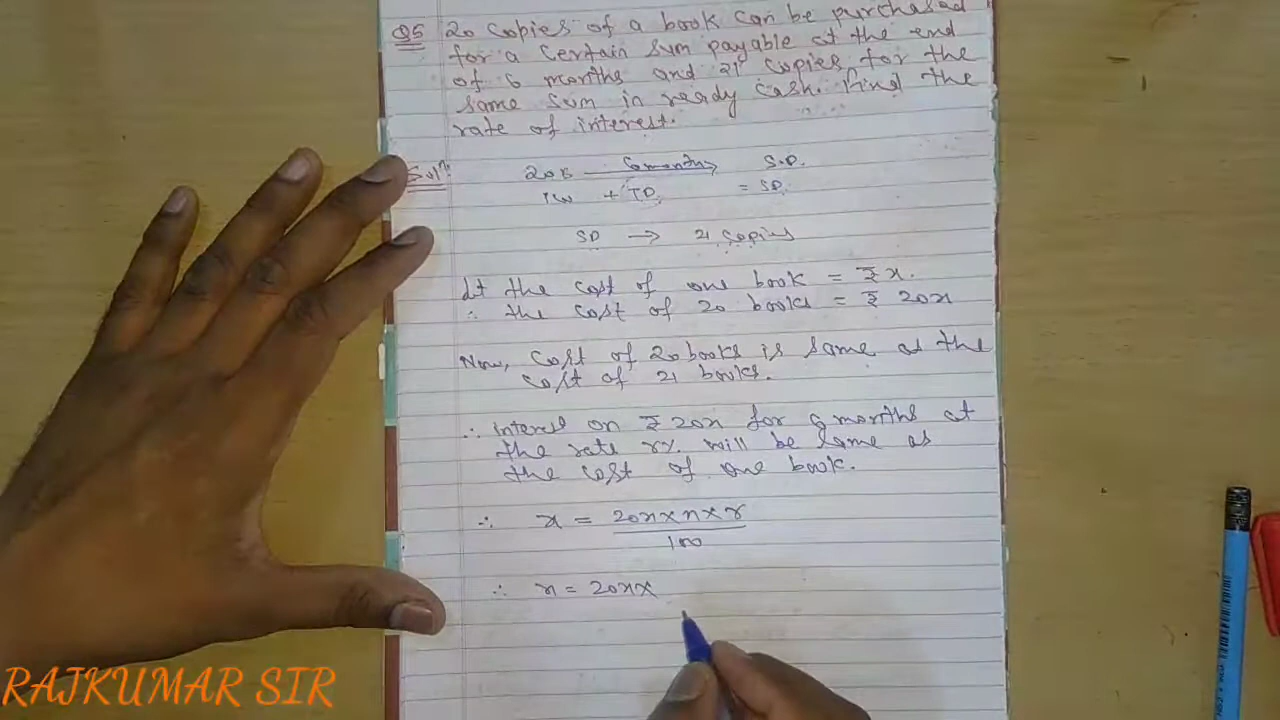 Q5 20 copies of a book can be purchased
for a certain sum payable at the end
of 6 months and 21 copies for the
same sum in ready cash. Find the
rate of interest.
Solⁿ: 20x 6 months S.D.
PW + TD = SD
SD → 21 copies
Let the cost of one book = ₹ x.
∴ the cost of 20 books = ₹ 20x
Now, cost of 20 books is same as the
cost of 21 books.
∴ interest on ₹ 20x for 6 months at
the rate r% will be same as
the cost of one book.
∴ x = 20x × n × r
100
∴ x = 20x ×
RAJKUMAR SIR